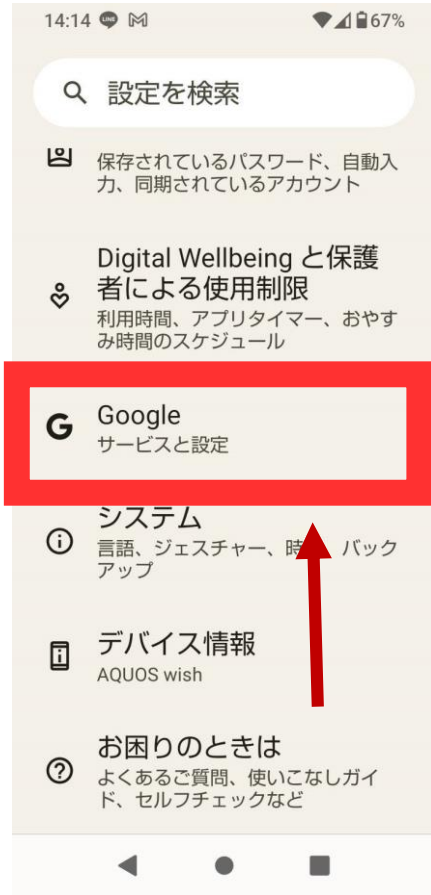 14:14 LINE 67%
設定を検索
保存されているパスワード、自動入
力、同期されているアカウント
Digital Wellbeing と保護
者による使用制限
利用時間、アプリタイマー、おやす
み時間のスケジュール
G Google
サービスと設定
システム
言語、ジェスチャー、時 、バック
アップ
デバイス情報
AQUOS wish
お困りのときは
よくあるご質問、使いこなしガイ
ド、セルフチェックなど